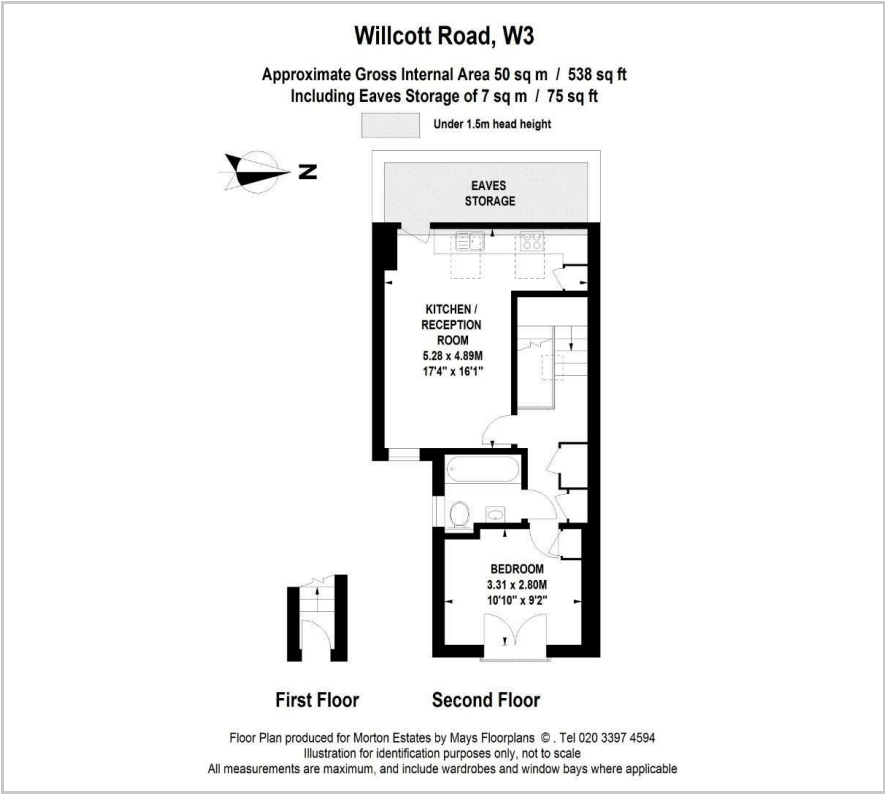 Willcott Road, W3
Approximate Gross Internal Area 50 sq m / 538 sq ft
Including Eaves Storage of 7 sq m / 75 sq ft
Under 1.5m head height
N
EAVES
STORAGE
KITCHEN /
RECEPTION
ROOM
5.28 x 4.89M
17'4" x 16'1"
BEDROOM
3.31 x 2.80M
10'10" x 9'2"
First Floor
Second Floor
Floor Plan produced for Morton Estates by Mays Floorplans © . Tel 020 3397 4594
Illustration for identification purposes only, not to scale
All measurements are maximum, and include wardrobes and window bays where applicable